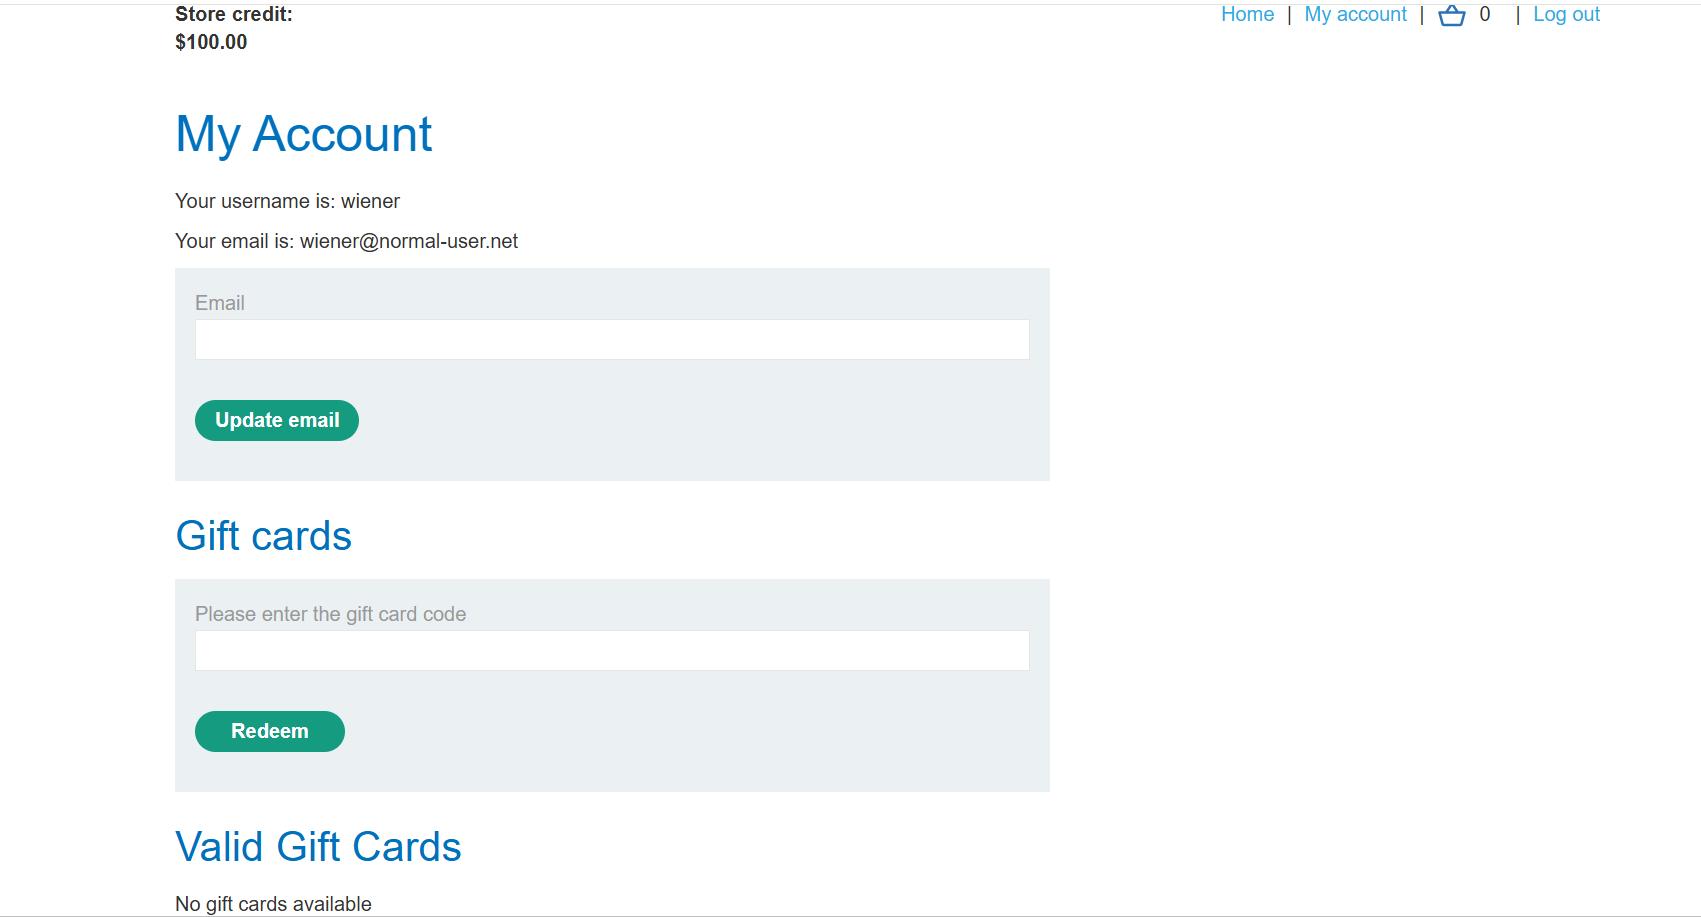 Store credit:
$100.00
Home | My account | 0 | Log out
My Account
Your username is: wiener
Your email is: wiener@normal-user.net
Email
Update email
Gift cards
Please enter the gift card code
Redeem
Valid Gift Cards
No gift cards available